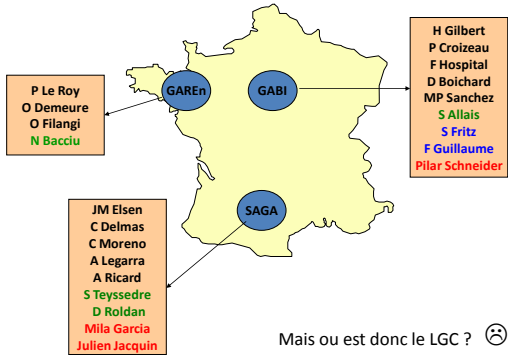 H Gilbert
P Croizeau
F Hospital
D Boichard
MP Sanchez
S Allais
S Fritz
F Guillaume
Pilar Schneider
GAREn
GABI
P Le Roy
O Demeure
O Filangi
N Bacciu
SAGA
JM Elsen
C Delmas
C Moreno
A Legarra
A Ricard
S Teyssedre
D Roldan
Mila Garcia
Julien Jacquin
Mais ou est donc le LGC ? ☹